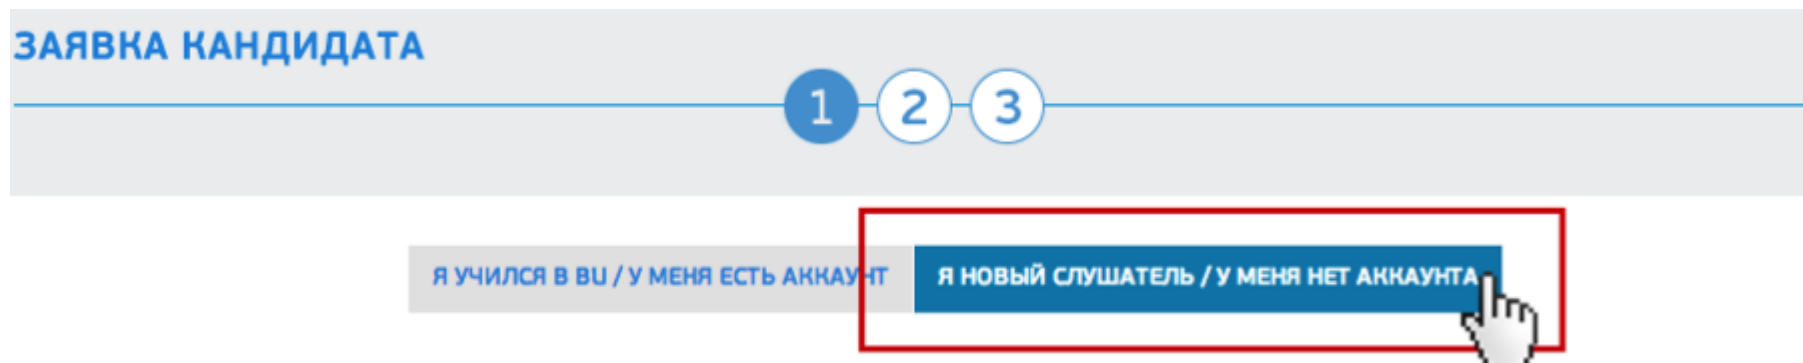 ЗАЯВКА КАНДИДАТА
1 2 3
Я УЧИЛСЯ В BU / У МЕНЯ ЕСТЬ АККАУНТ
Я НОВЫЙ СЛУШАТЕЛЬ / У МЕНЯ НЕТ АККАУНТА